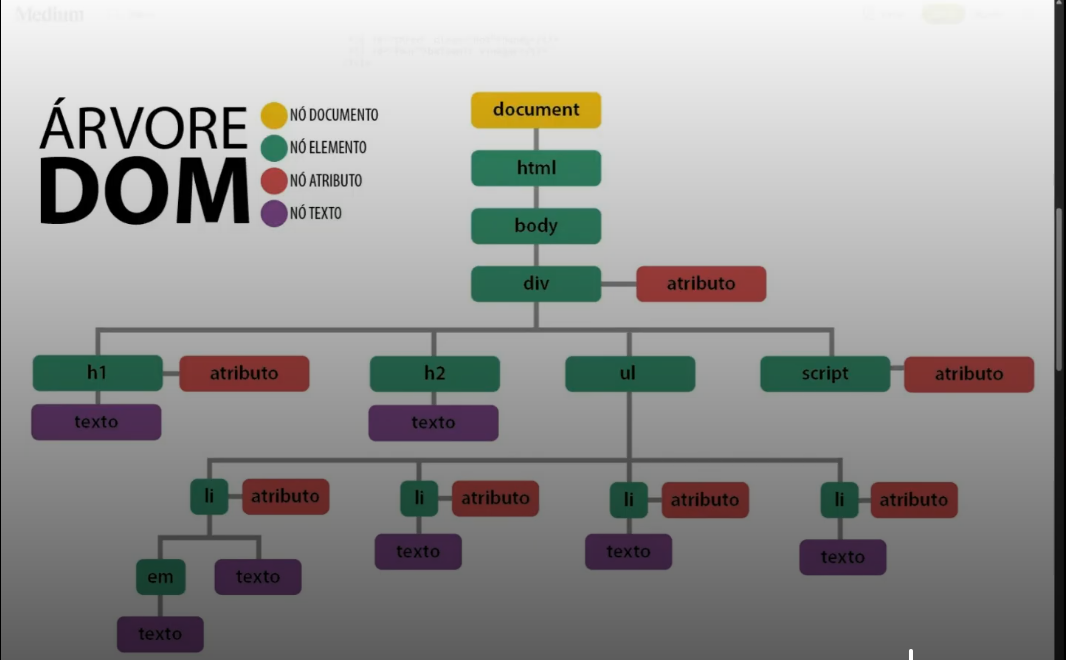 Medium
ÁRVORE
DOM
NÓ DOCUMENTO
NÓ ELEMENTO
NÓ ATRIBUTO
NÓ TEXTO
document
html
body
div atributo
h1 atributo h2 ul script atributo
texto texto
li atributo li atributo li atributo li atributo
texto texto texto
em texto
texto